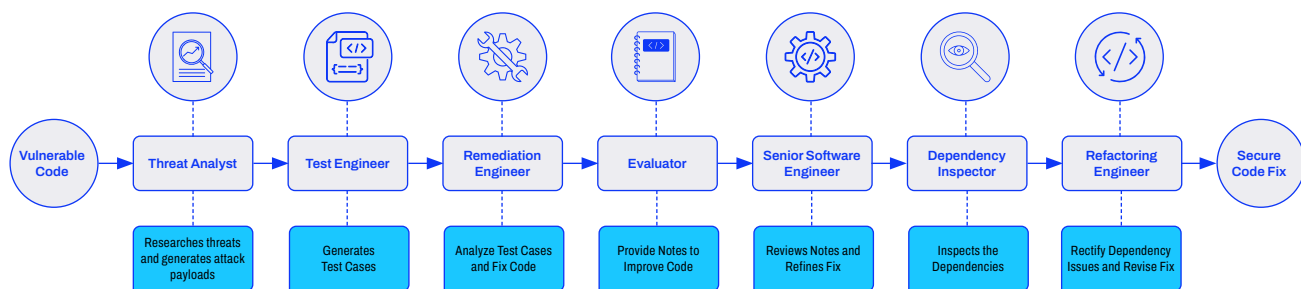 </>
{==}
</>
</>
</>
Vulnerable
Code
Threat Analyst
Test Engineer
Remediation
Engineer
Evaluator
Senior Software
Engineer
Dependency
Inspector
Refactoring
Engineer
Secure
Code Fix
Researches threats
and generates attack
payloads
Generates
Test Cases
Analyze Test Cases
and Fix Code
Provide Notes to
Improve Code
Reviews Notes and
Refines Fix
Inspects the
Dependencies
Rectify Dependency
Issues and Revise Fix